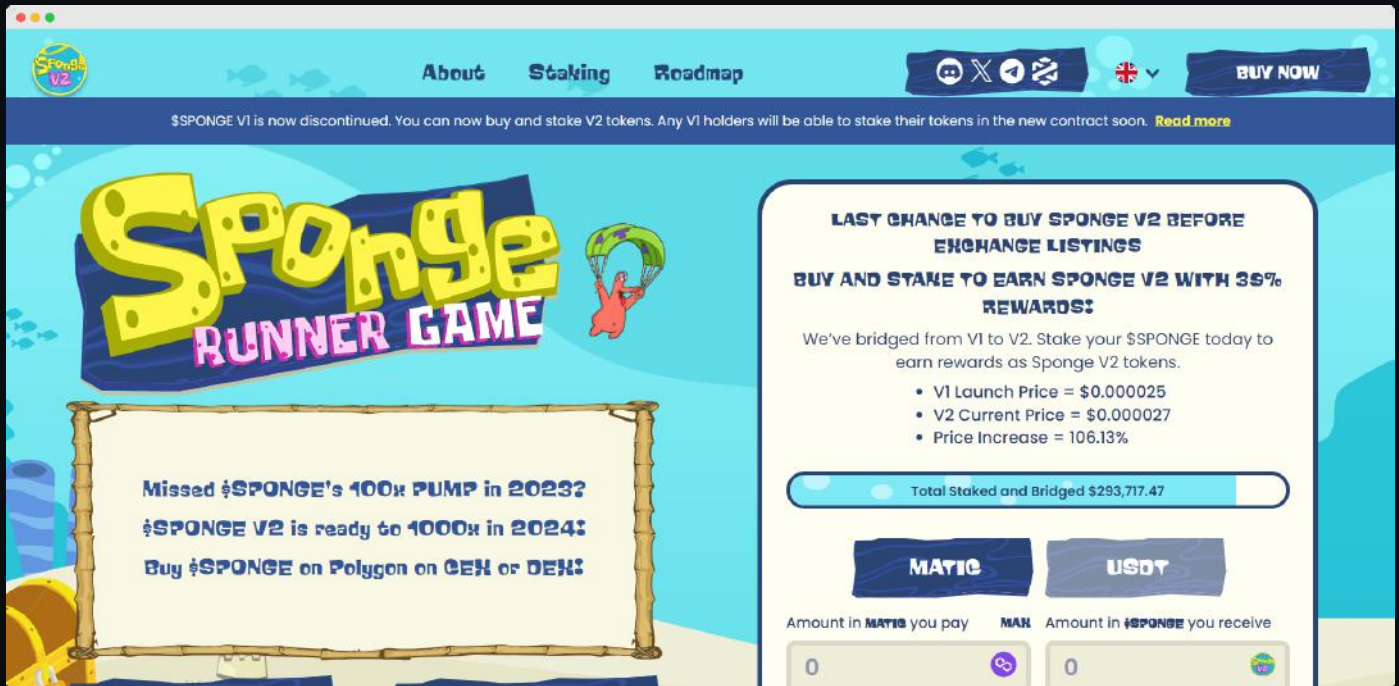 Sponge V2
About Staking Roadmap
BUY NOW
$SPONGE V1 is now discontinued. You can now buy and stake V2 tokens. Any V1 holders will be able to stake their tokens in the new contract soon. Read more
Sponge
RUNNER GAME
Missed $SPONGE's 100x PUMP in 2023?
$SPONGE V2 is ready to 1000x in 2024!
Buy $SPONGE on Polygon on CEX or DEX!
LAST CHANCE TO BUY SPONGE V2 BEFORE
EXCHANGE LISTINGS
BUY AND STAKE TO EARN SPONGE V2 WITH 39%
REWARDS!
We've bridged from V1 to V2. Stake your $SPONGE today to
earn rewards as Sponge V2 tokens.
• V1 Launch Price = $0.000025
• V2 Current Price = $0.000027
• Price Increase = 106.13%
Total Staked and Bridged $293,717.47
MATIC USDT
Amount in MATIC you pay MAX Amount in $SPONGE you receive
0 0